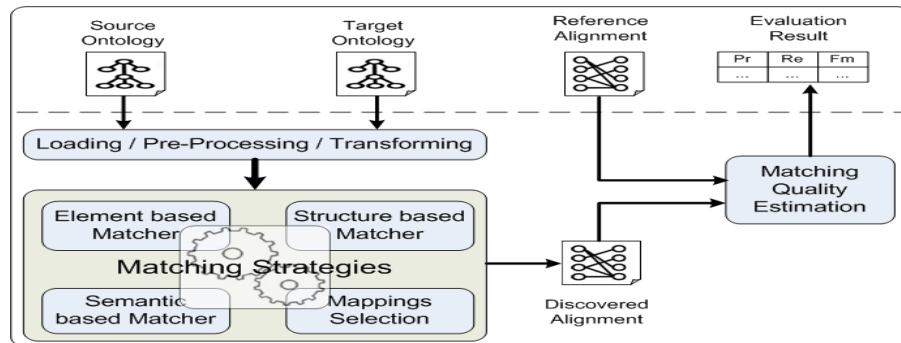 Source
Ontology
Target
Ontology
Reference
Alignment
Evaluation
Result
Pr Re Fm
... ... ...
Loading / Pre-Processing / Transforming
Element based
Matcher
Structure based
Matcher
Matching Strategies
Semantic
based Matcher
Mappings
Selection
Discovered
Alignment
Matching
Quality
Estimation